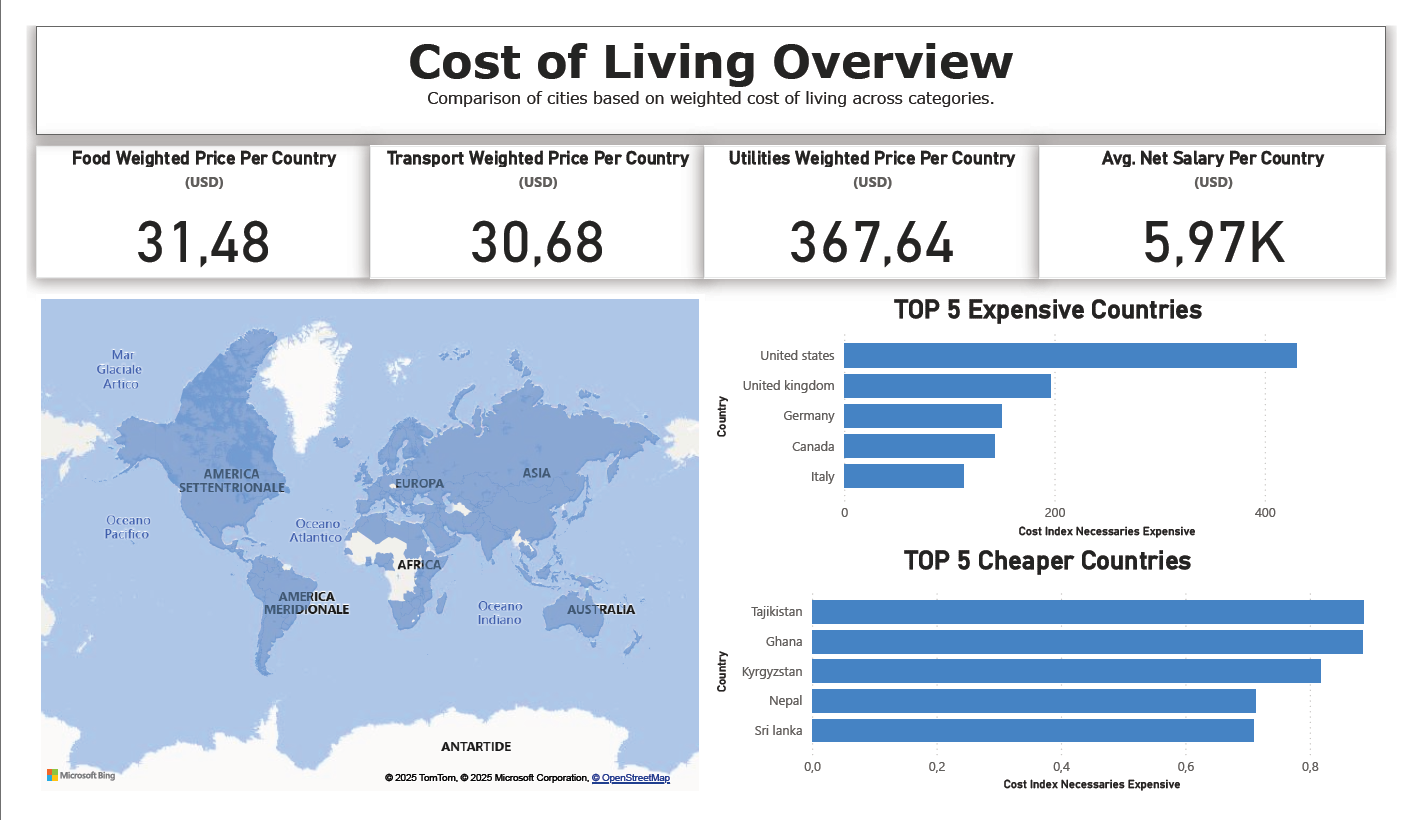 Cost of Living Overview
Comparison of cities based on weighted cost of living across categories.
Food Weighted Price Per Country
(USD)
31,48
Transport Weighted Price Per Country
(USD)
30,68
Utilities Weighted Price Per Country
(USD)
367,64
Avg. Net Salary Per Country
(USD)
5,97K
Mar
Glaciale
Artico
AMERICA
SETTENTRIONALE
EUROPA
ASIA
Oceano
Pacifico
Oceano
Atlantico
AFRICA
AMERICA
MERIDIONALE
Oceano
Indiano
AUSTRALIA
ANTARTIDE
Microsoft Bing
© 2025 TomTom, © 2025 Microsoft Corporation, © OpenStreetMap
TOP 5 Expensive Countries
Country
United states
United kingdom
Germany
Canada
Italy
0 200 400
Cost Index Necessaries Expensive
TOP 5 Cheaper Countries
Country
Tajikistan
Ghana
Kyrgyzstan
Nepal
Sri lanka
0,0 0,2 0,4 0,6 0,8
Cost Index Necessaries Expensive